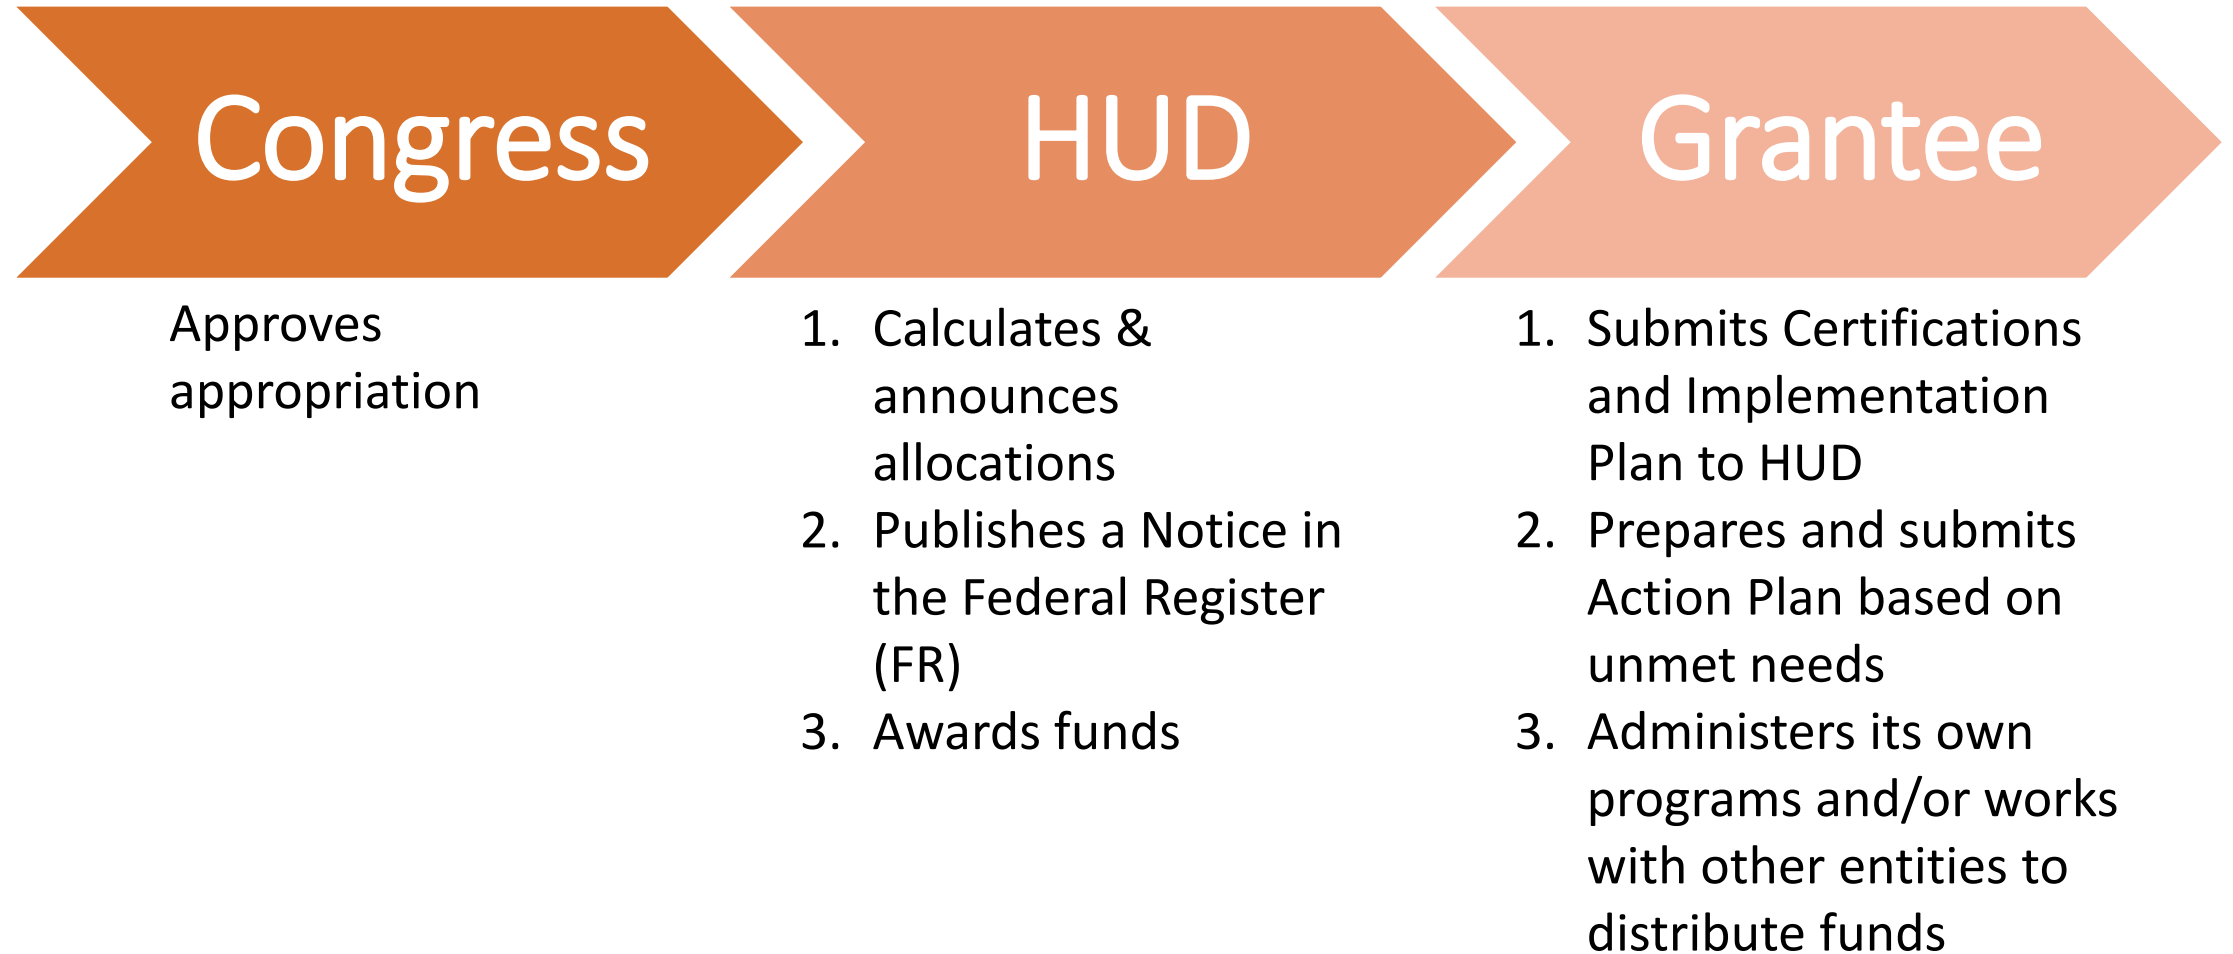 Congress
Approves
appropriation
HUD
1. Calculates &
announces
allocations
2. Publishes a Notice in
the Federal Register
(FR)
3. Awards funds
Grantee
1. Submits Certifications
and Implementation
Plan to HUD
2. Prepares and submits
Action Plan based on
unmet needs
3. Administers its own
programs and/or works
with other entities to
distribute funds